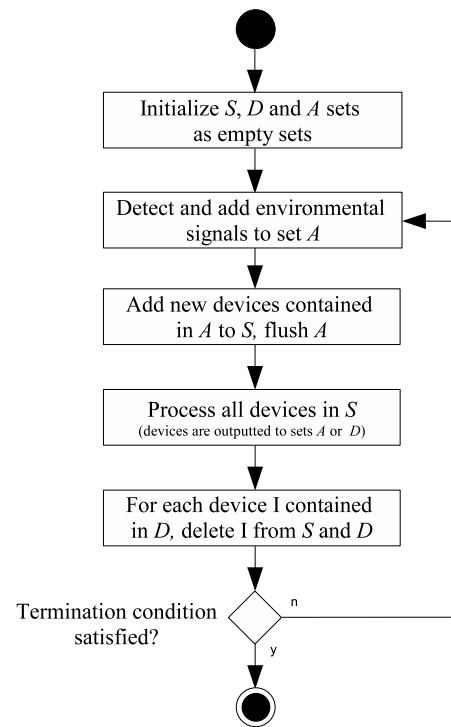 Initialize S, D and A sets
as empty sets
Detect and add environmental
signals to set A
Add new devices contained
in A to S, flush A
Process all devices in S
(devices are outputted to sets A or D)
For each device I contained
in D, delete I from S and D
Termination condition
satisfied?
n
y